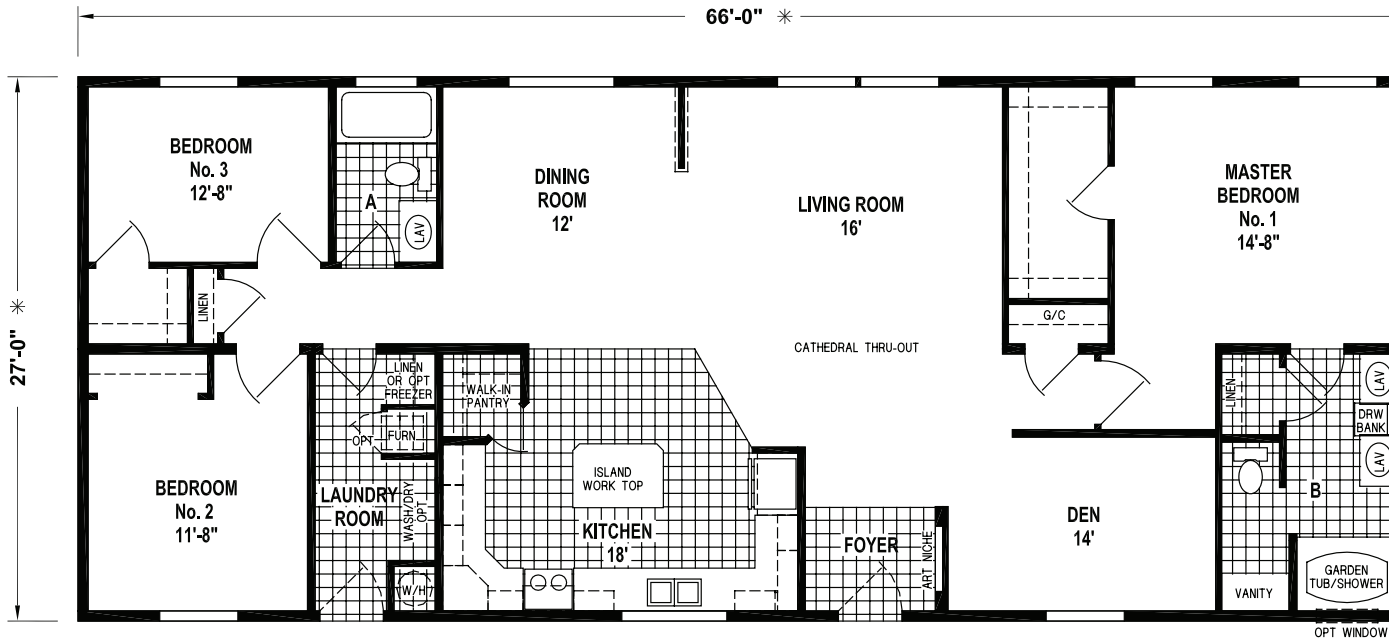 66'-0" ✳
27'-0" ✳
BEDROOM
No. 3
12'-8"
A
LAV
DINING
ROOM
12'
LIVING ROOM
16'
MASTER
BEDROOM
No. 1
14'-8"
LINEN
G/C
CATHEDRAL THRU-OUT
LINEN
OR OPT
FREEZER
WALK-IN
PANTRY
OPT
FURN
LINEN
LAV
DRW
BANK
LAV
ISLAND
WORK TOP
BEDROOM
No. 2
11'-8"
LAUNDRY
ROOM
WASH/DRY
OPT
KITCHEN
18'
FOYER
ART NICHE
DEN
14'
B
W/H
VANITY
GARDEN
TUB/SHOWER
OPT WINDOW